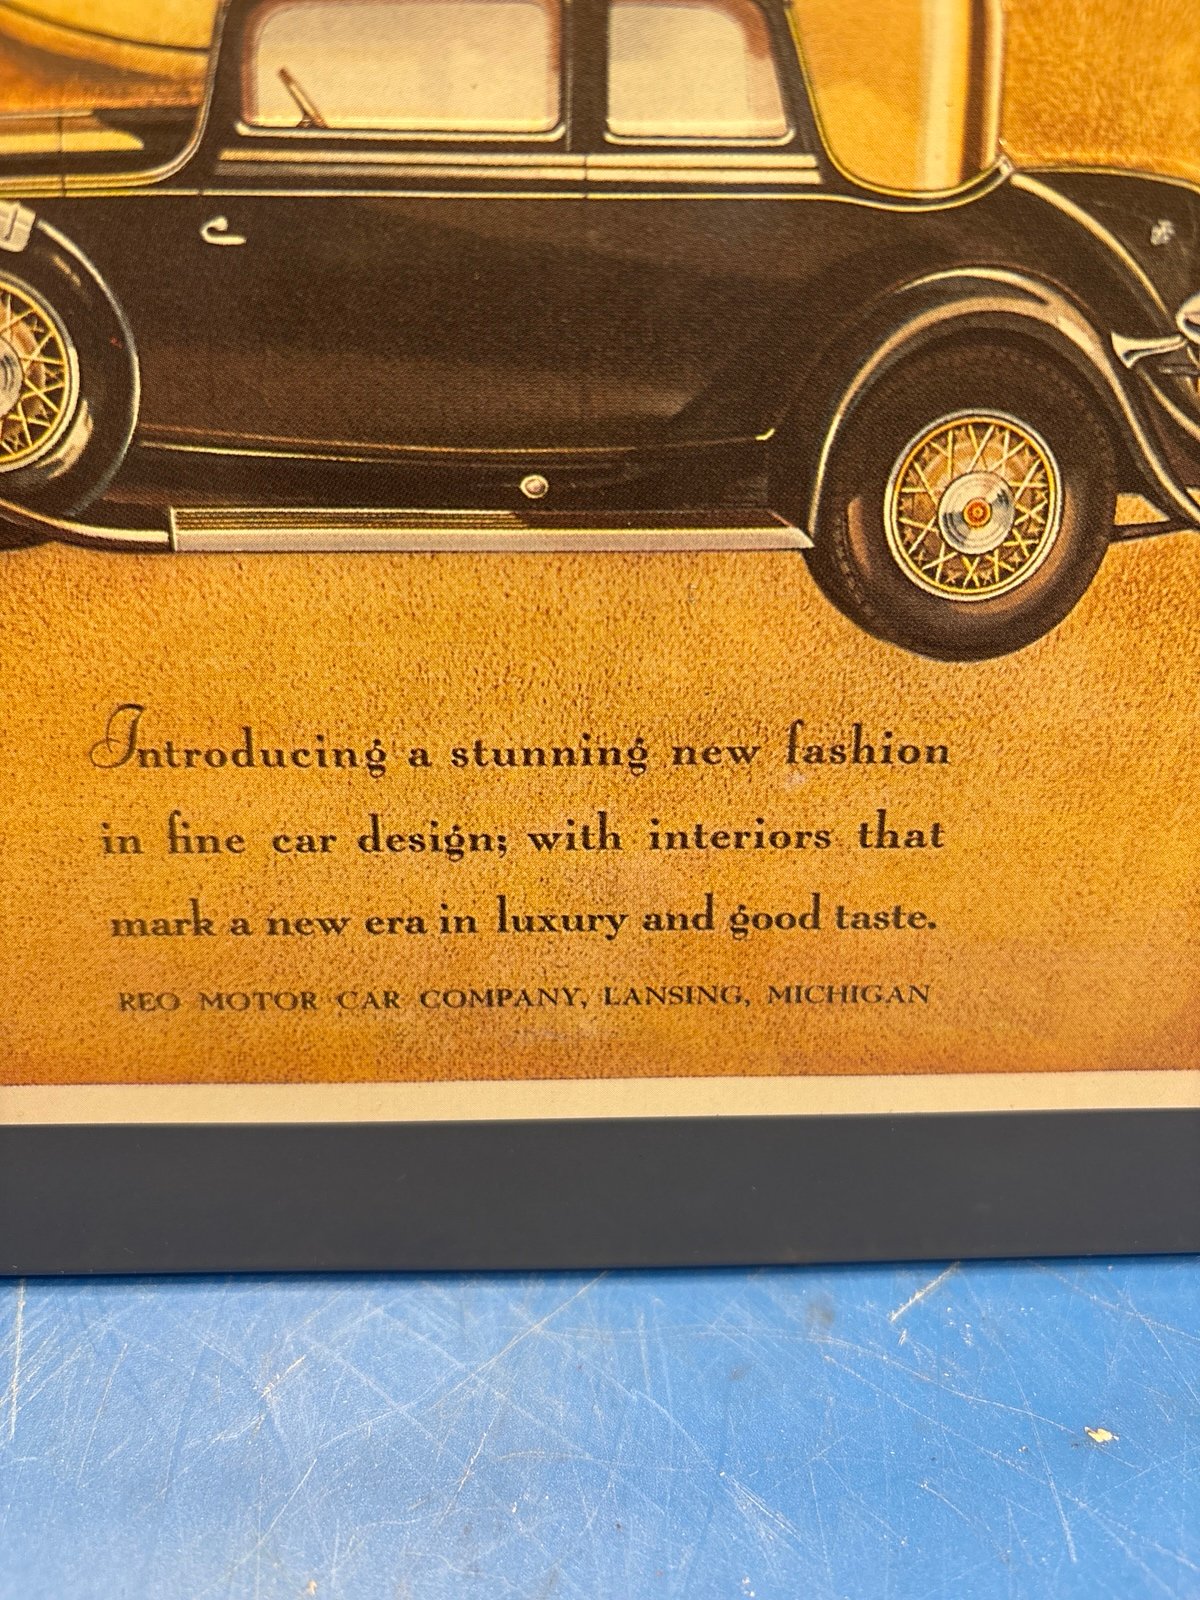 Introducing a stunning new fashion
in fine car design; with interiors that
mark a new era in luxury and good taste.
REO MOTOR CAR COMPANY, LANSING, MICHIGAN